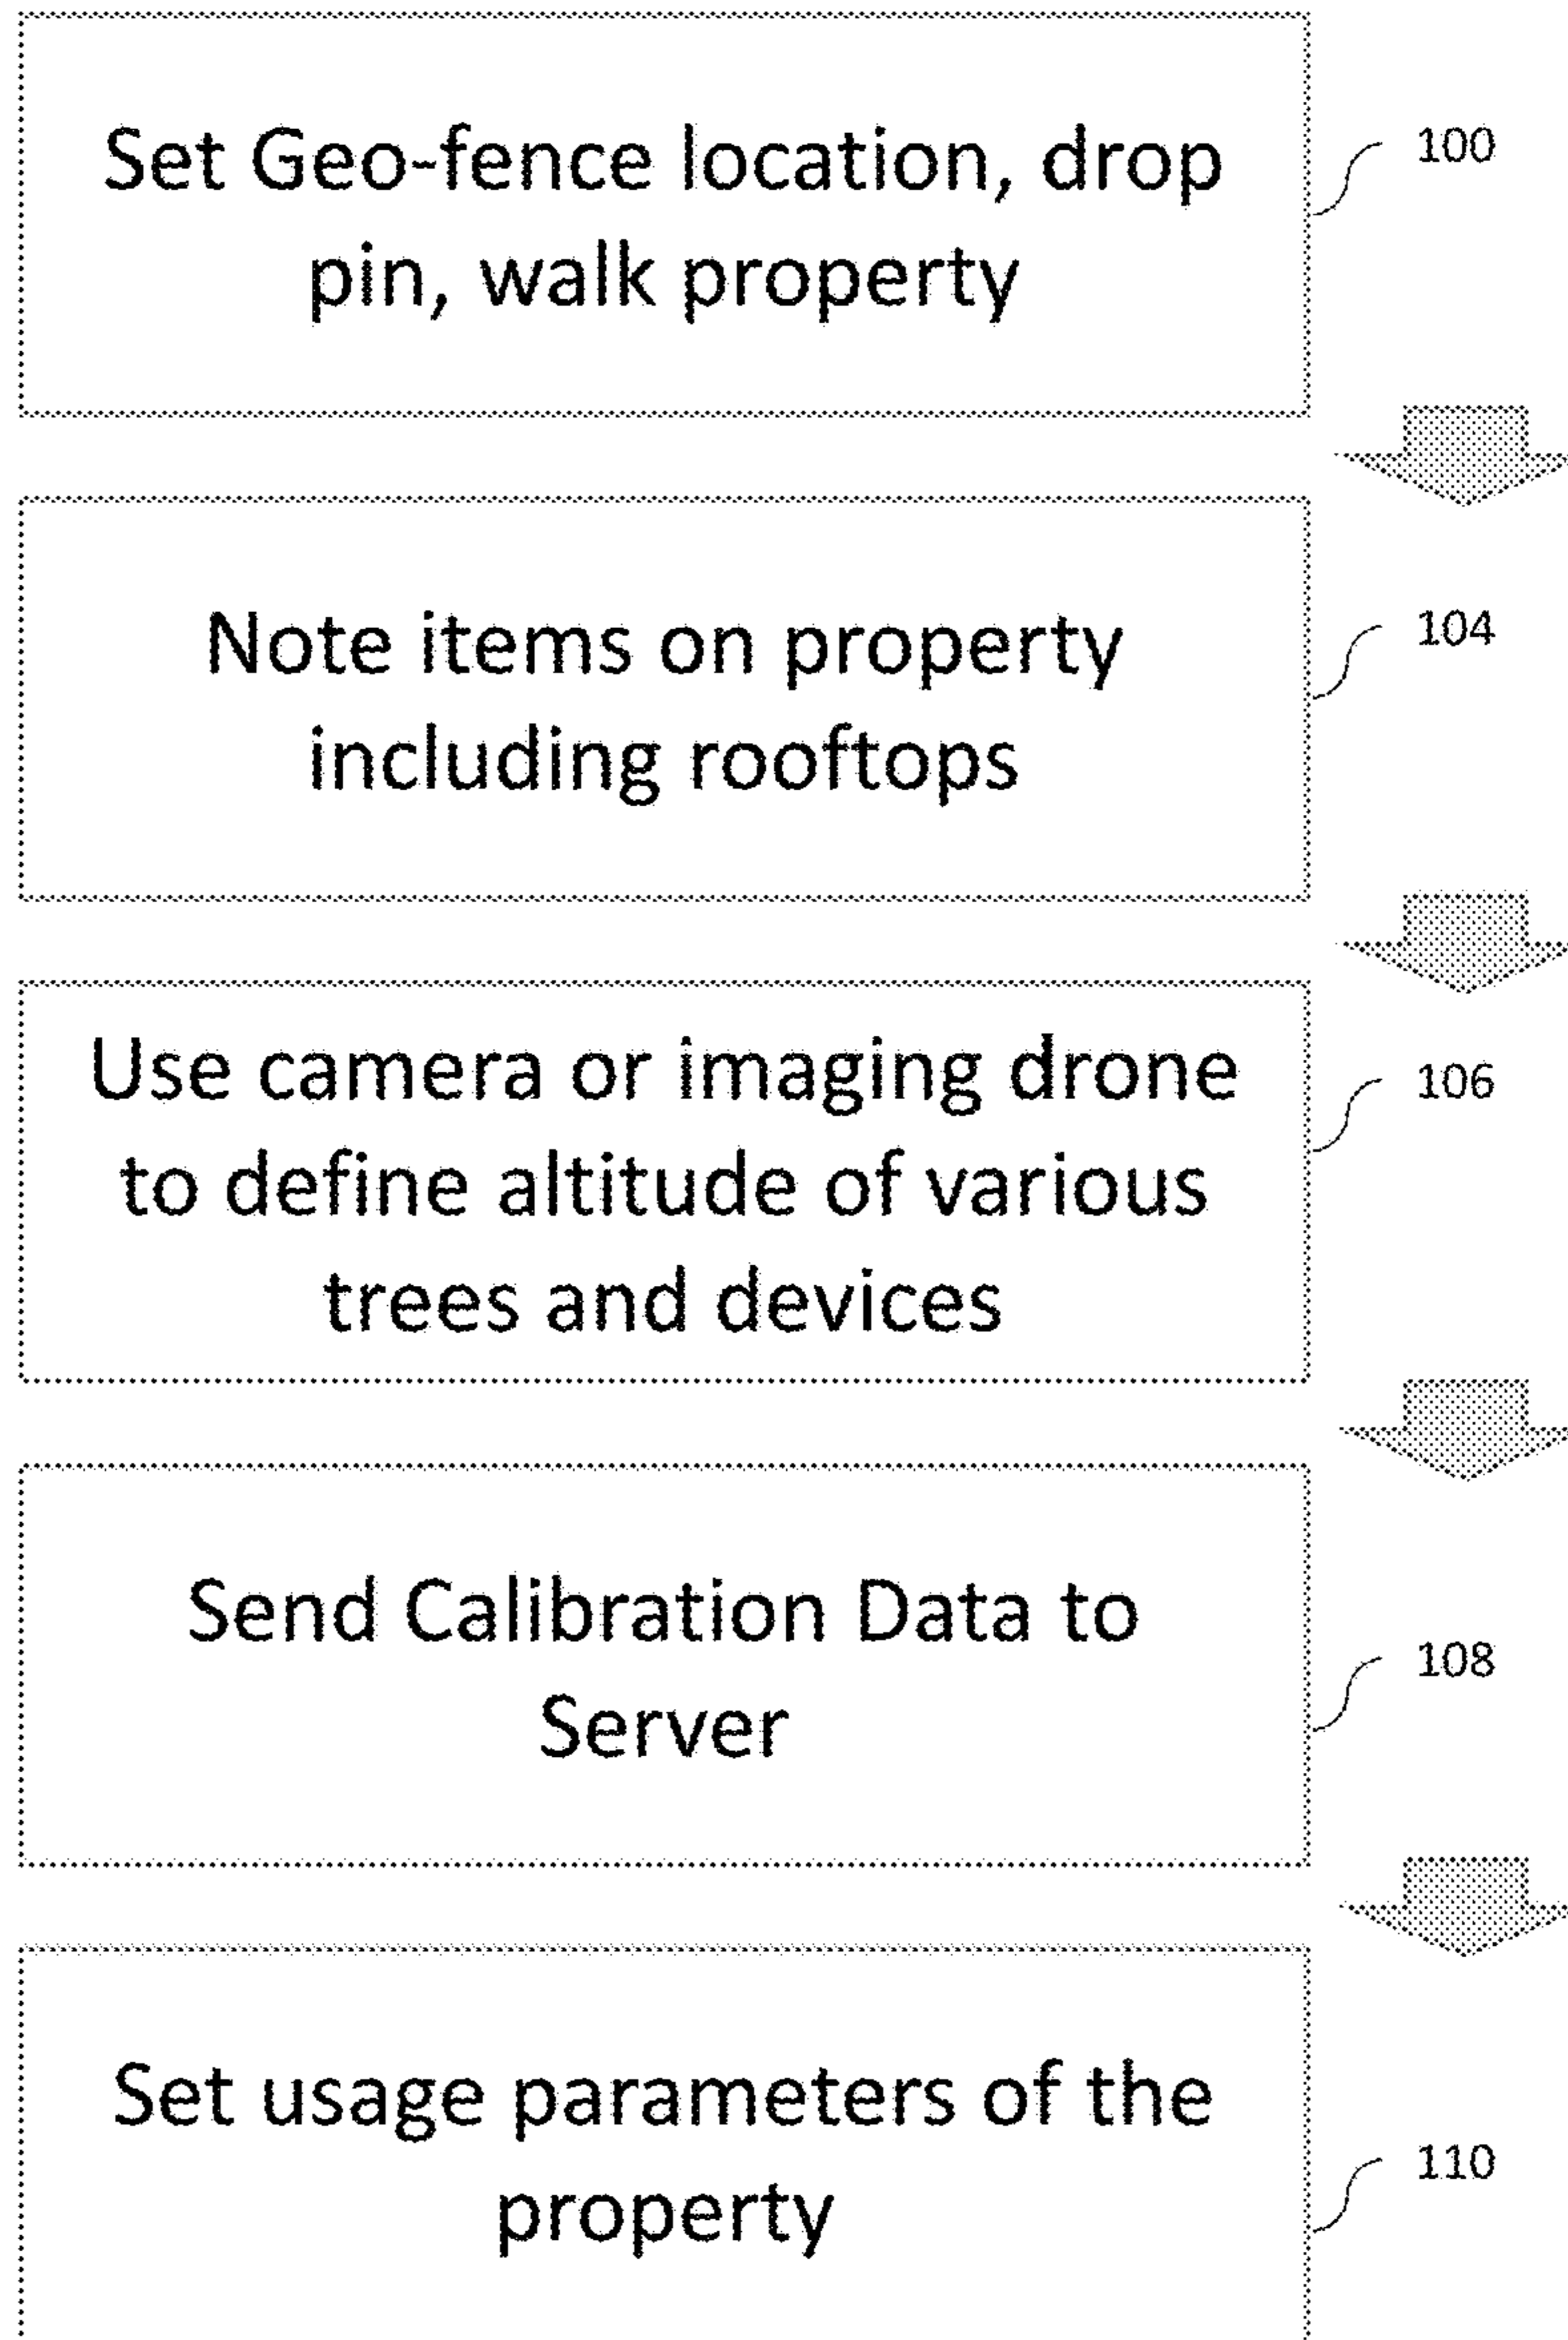 Set Geo-fence location, drop
pin, walk property
100
Note items on property
including rooftops
104
Use camera or imaging drone
to define altitude of various
trees and devices
106
Send Calibration Data to
Server
108
Set usage parameters of the
property
110